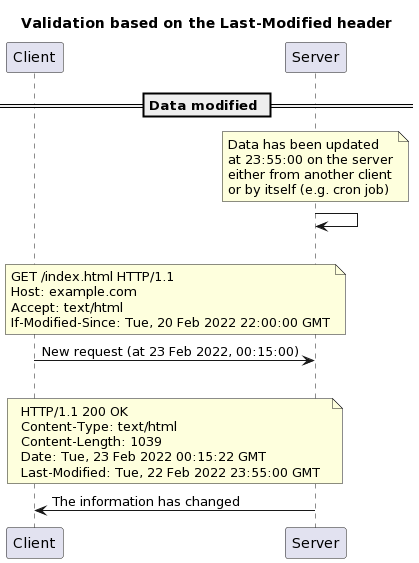 Validation based on the Last-Modified header
Client
Server
Data modified
Data has been updated
at 23:55:00 on the server
either from another client
or by itself (e.g. cron job)
GET /index.html HTTP/1.1
Host: example.com
Accept: text/html
If-Modified-Since: Tue, 20 Feb 2022 22:00:00 GMT
New request (at 23 Feb 2022, 00:15:00)
HTTP/1.1 200 OK
Content-Type: text/html
Content-Length: 1039
Date: Tue, 23 Feb 2022 00:15:22 GMT
Last-Modified: Tue, 22 Feb 2022 23:55:00 GMT
The information has changed
Client
Server